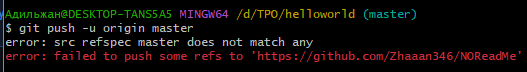 Адильжан@DESKTOP-TANS5A5 MINGW64 /d/TPO/helloworld (master)
$ git push -u origin master
error: src refspec master does not match any
error: failed to push some refs to 'https://github.com/Zhaaan346/NOReadMe'